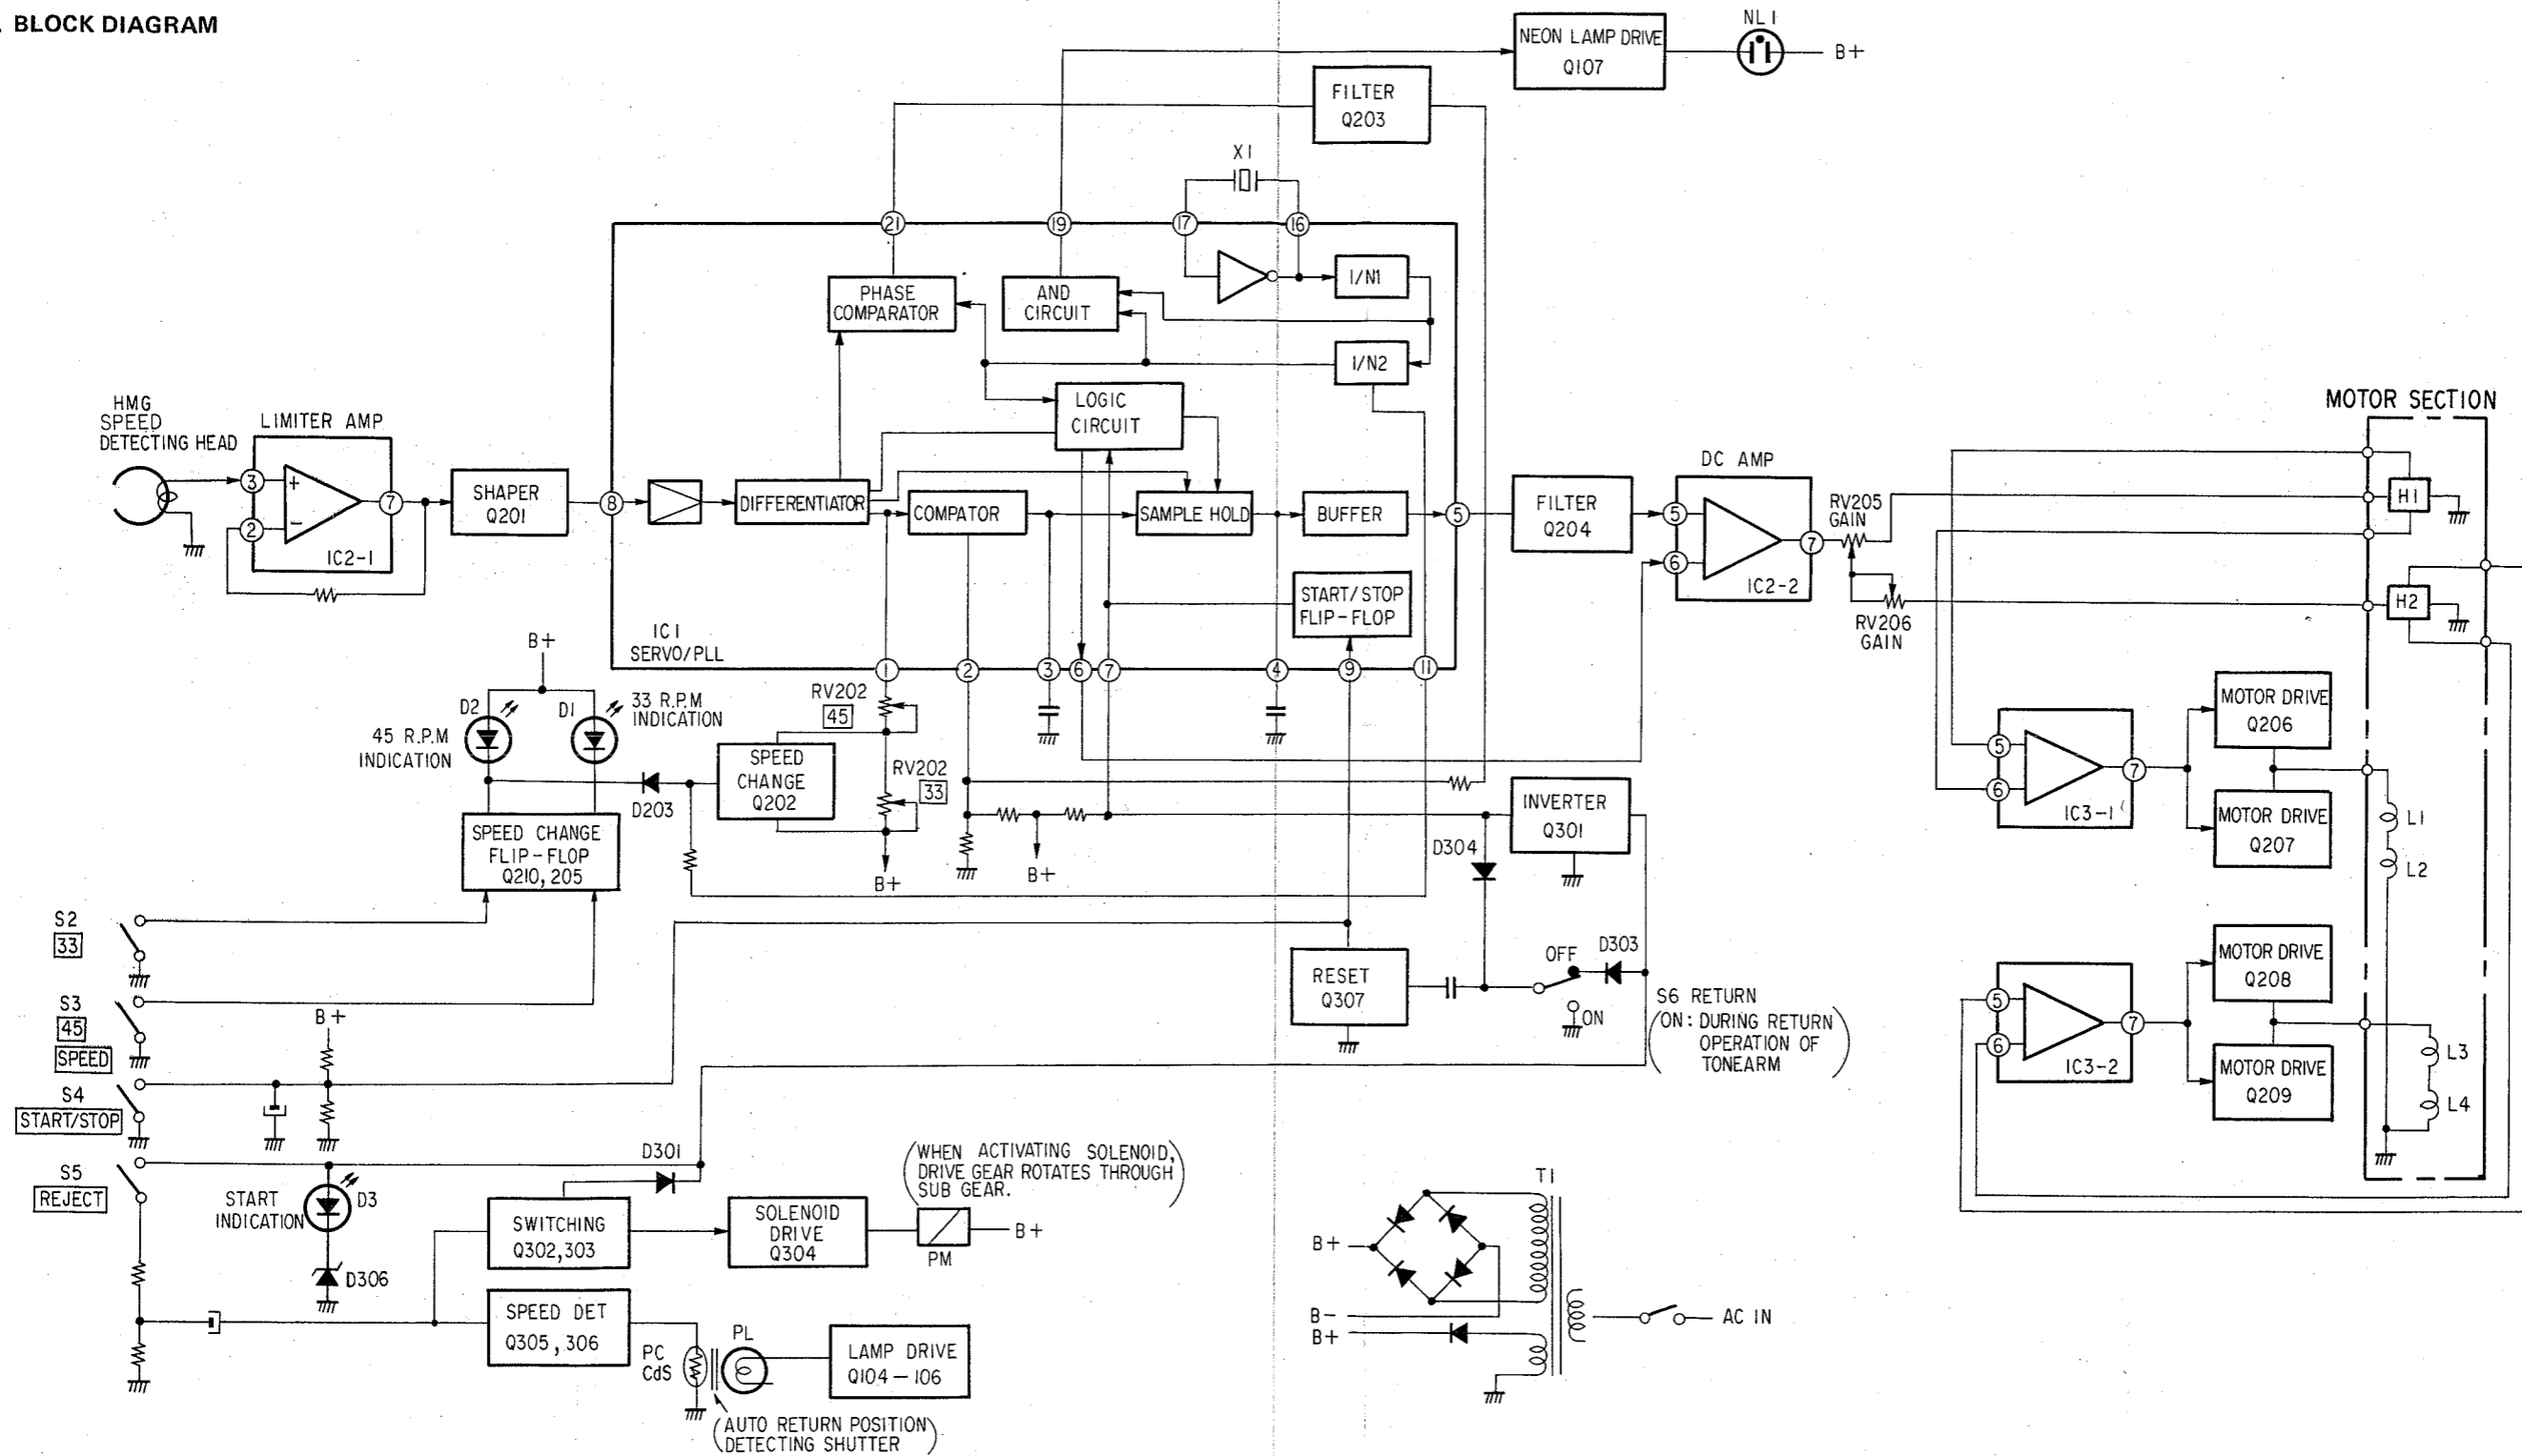 . BLOCK DIAGRAM
NL1
NEON LAMP DRIVE
Q107
B+
FILTER
Q203
X1
21
19
17
16
PHASE
COMPARATOR
AND
CIRCUIT
1/N1
1/N2
LOGIC
CIRCUIT
HMG
SPEED
DETECTING HEAD
LIMITER AMP
3
+
2
−
7
IC2-1
SHAPER
Q201
8
DIFFERENTIATOR
COMPATOR
SAMPLE HOLD
BUFFER
5
START/STOP
FLIP-FLOP
IC1
SERVO/PLL
1
2
3
6
7
4
9
11
FILTER
Q204
DC AMP
5
6
7
IC2-2
RV205
GAIN
RV206
GAIN
MOTOR SECTION
H1
H2
B+
D2
D1
33 R.P.M
INDICATION
45 R.P.M
INDICATION
RV202
45
SPEED
CHANGE
Q202
RV202
33
D203
B+
B+
SPEED CHANGE
FLIP-FLOP
Q210, 205
INVERTER
Q301
D304
5
6
7
IC3-1
MOTOR DRIVE
Q206
MOTOR DRIVE
Q207
L1
L2
S2
33
S3
45
SPEED
B+
S4
START/STOP
S5
REJECT
RESET
Q307
OFF
D303
ON
S6 RETURN
(ON: DURING RETURN
OPERATION OF
TONEARM)
5
6
7
IC3-2
MOTOR DRIVE
Q208
MOTOR DRIVE
Q209
L3
L4
START
INDICATION
D3
D306
D301
SWITCHING
Q302,303
SOLENOID
DRIVE
Q304
(WHEN ACTIVATING SOLENOID,
DRIVE GEAR ROTATES THROUGH
SUB GEAR.)
PM
B+
SPEED DET
Q305, 306
PC
CdS
PL
LAMP DRIVE
Q104-106
(AUTO RETURN POSITION
DETECTING SHUTTER)
T1
B+
B-
B+
AC IN